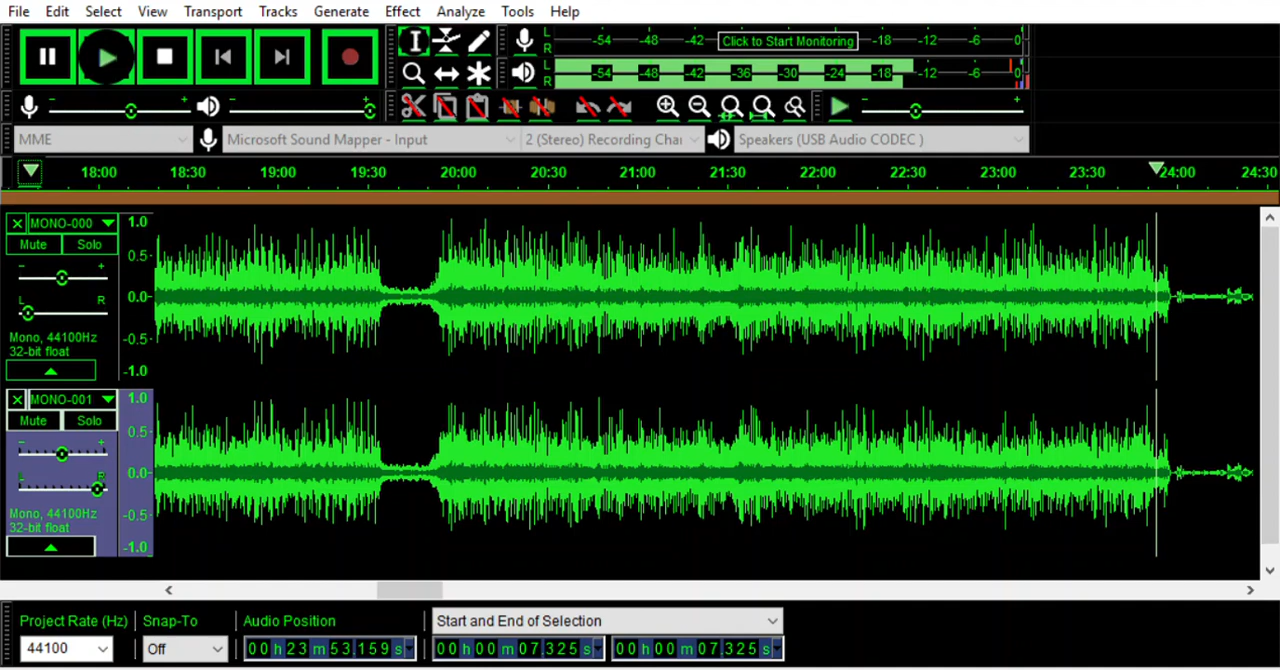 File Edit Select View Transport Tracks Generate Effect Analyze Tools Help
L R -54 -48 -42 Click to Start Monitoring -18 -12 -6 0
L R -54 -48 -42 -36 -30 -24 -18 -12 -6 0
- + - + - +
MME Microsoft Sound Mapper - Input 2 (Stereo) Recording Chai Speakers (USB Audio CODEC )
18:00 18:30 19:00 19:30 20:00 20:30 21:00 21:30 22:00 22:30 23:00 23:30 24:00 24:30
MONO-000 1.0
Mute Solo
0.5-
- +
0.0-
L R
Mono, 44100Hz -0.5-
32-bit float
-1.0
MONO-001 1.0
Mute Solo
0.5-
- +
0.0-
L R
Mono, 44100Hz -0.5-
32-bit float
-1.0
Project Rate (Hz) Snap-To Audio Position Start and End of Selection
44100 Off 00 h 23 m 53.159 s 00 h 00 m 07.325 s 00 h 00 m 07.325 s